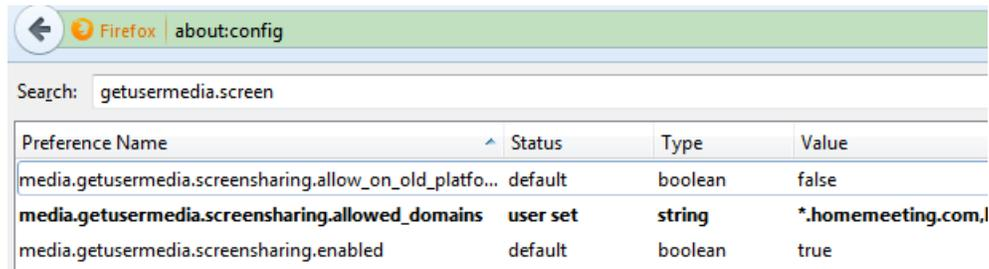 Firefox about:config
Search: getusermedia.screen
Preference Name Status Type Value
media.getusermedia.screensharing.allow_on_old_platfo... default boolean false
media.getusermedia.screensharing.allowed_domains user set string *.homemeeting.com,
media.getusermedia.screensharing.enabled default boolean true